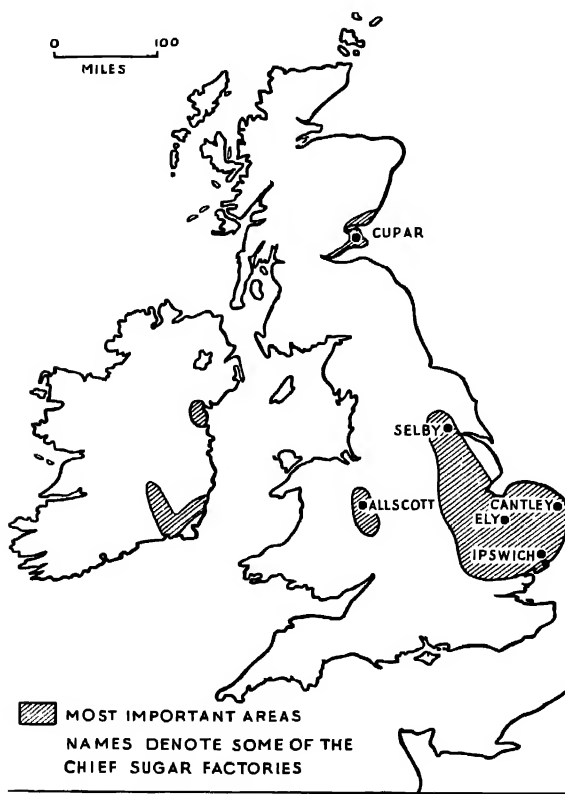 0 100
MILES
CUPAR
SELBY
ALLSCOTT
CANTLEY
ELY
IPSWICH
MOST IMPORTANT AREAS
NAMES DENOTE SOME OF THE
CHIEF SUGAR FACTORIES